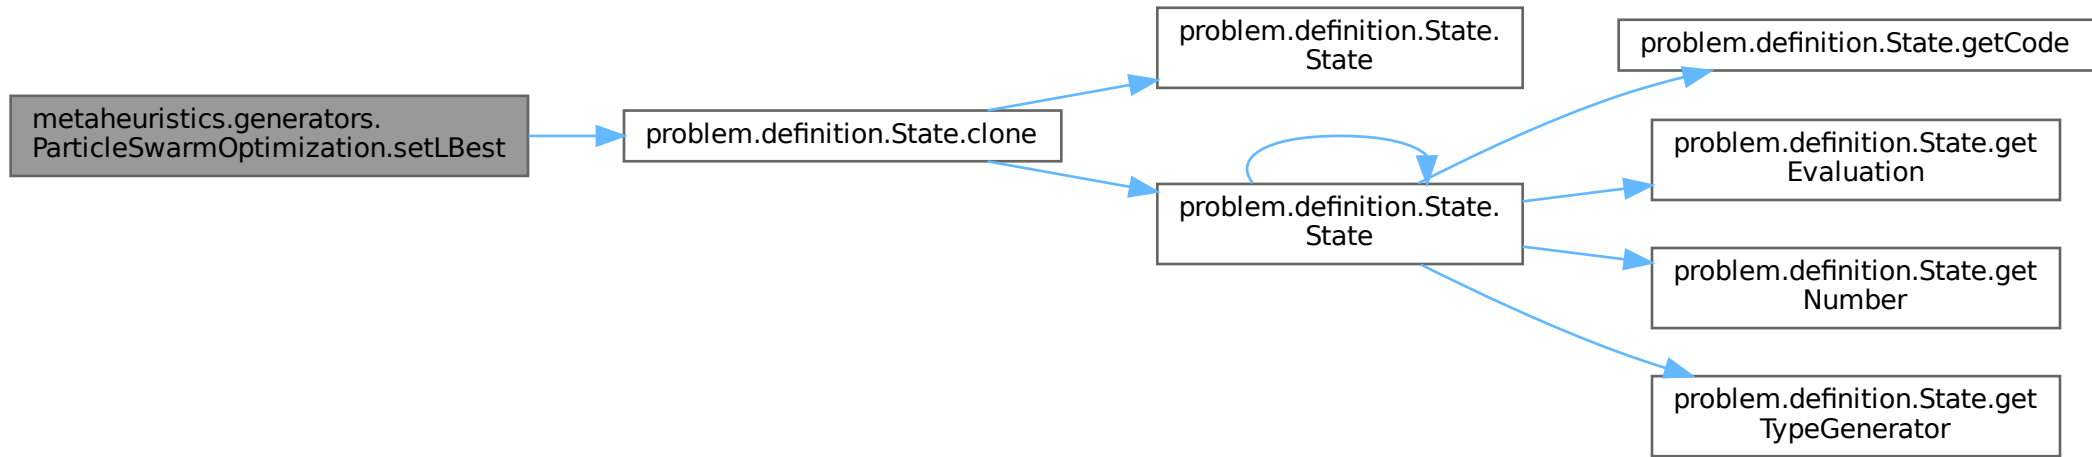 metaheuristics.generators.
ParticleSwarmOptimization.setLBest
problem.definition.State.clone
problem.definition.State.
State
problem.definition.State.
State
problem.definition.State.getCode
problem.definition.State.get
Evaluation
problem.definition.State.get
Number
problem.definition.State.get
TypeGenerator